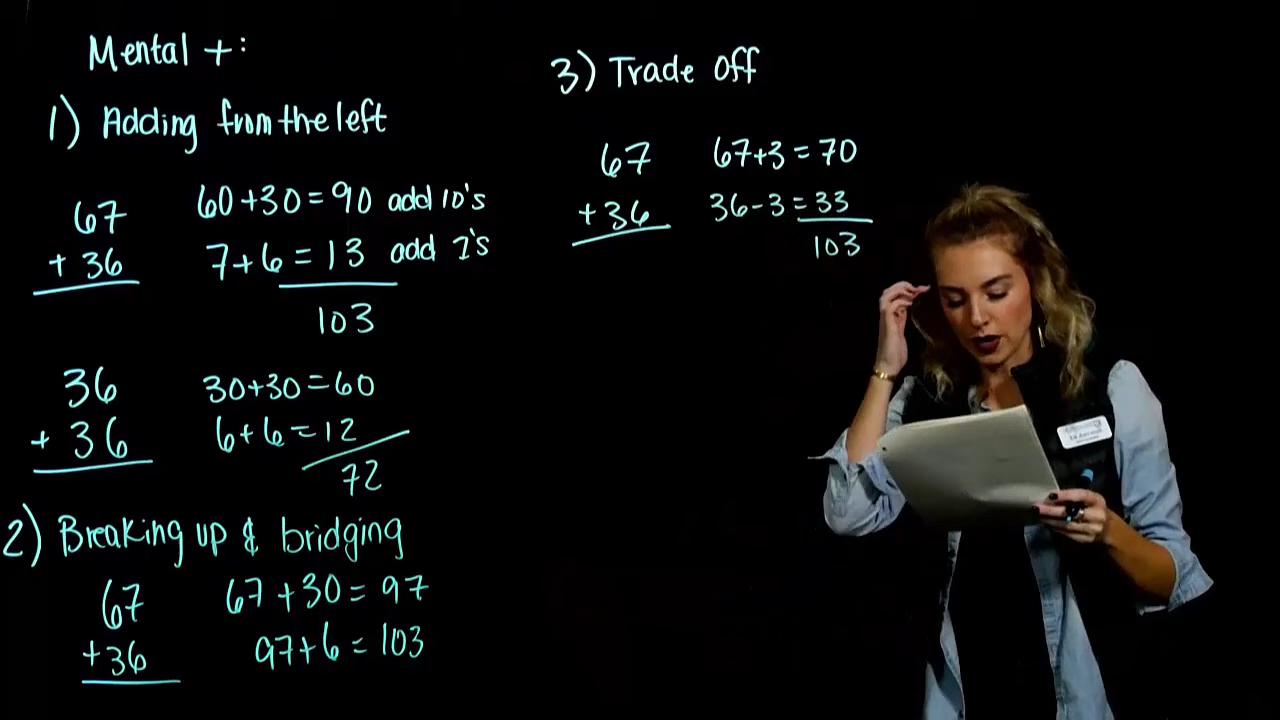 Mental +:
1) Adding from the left
67
+ 36
60+30=90 add 10's
7+6=13 add 1's
103
36
+ 36
30+30=60
6+6=12
72
2) Breaking up & bridging
67
+36
67+30=97
97+6=103
3) Trade off
67
+36
67+3=70
36-3=33
103